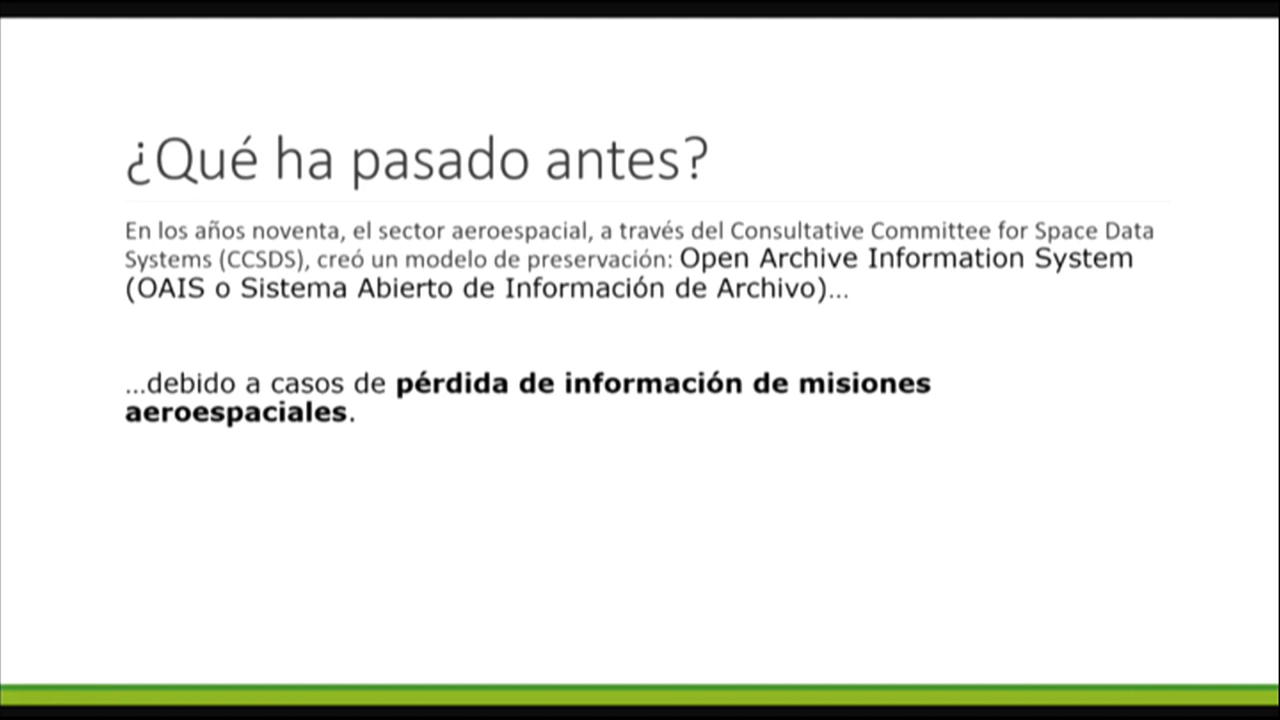 ¿Qué ha pasado antes?
En los años noventa, el sector aeroespacial, a través del Consultative Committee for Space Data
Systems (CCSDS), creó un modelo de preservación: Open Archive Information System
(OAIS o Sistema Abierto de Información de Archivo)...
...debido a casos de pérdida de información de misiones
aeroespaciales.